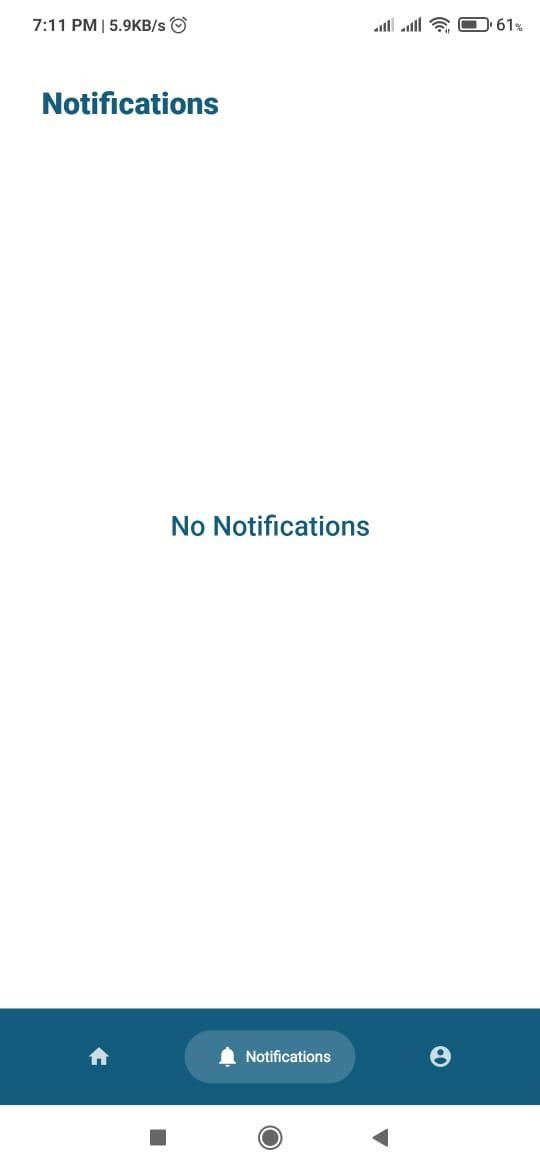 7:11 PM | 5.9KB/s 61%
Notifications
No Notifications
Notifications